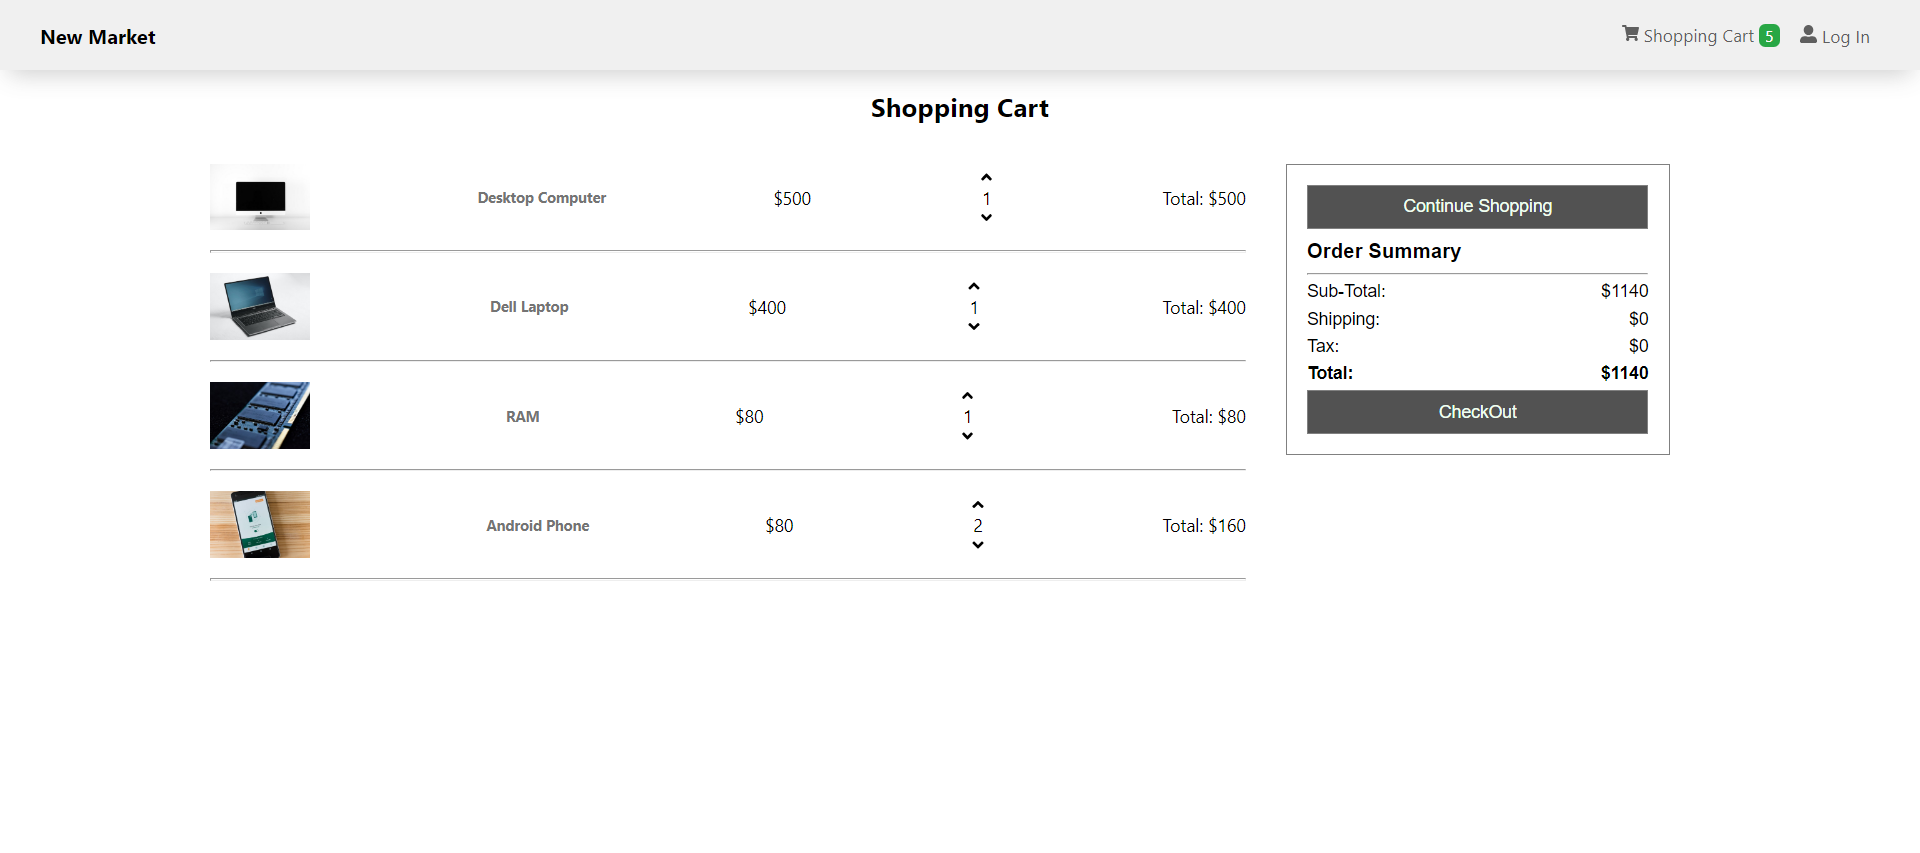 New Market
Shopping Cart 5 Log In
Shopping Cart
Desktop Computer $500 1 Total: $500
Dell Laptop $400 1 Total: $400
RAM $80 1 Total: $80
Android Phone $80 2 Total: $160
Continue Shopping
Order Summary
Sub-Total: $1140
Shipping: $0
Tax: $0
Total: $1140
CheckOut